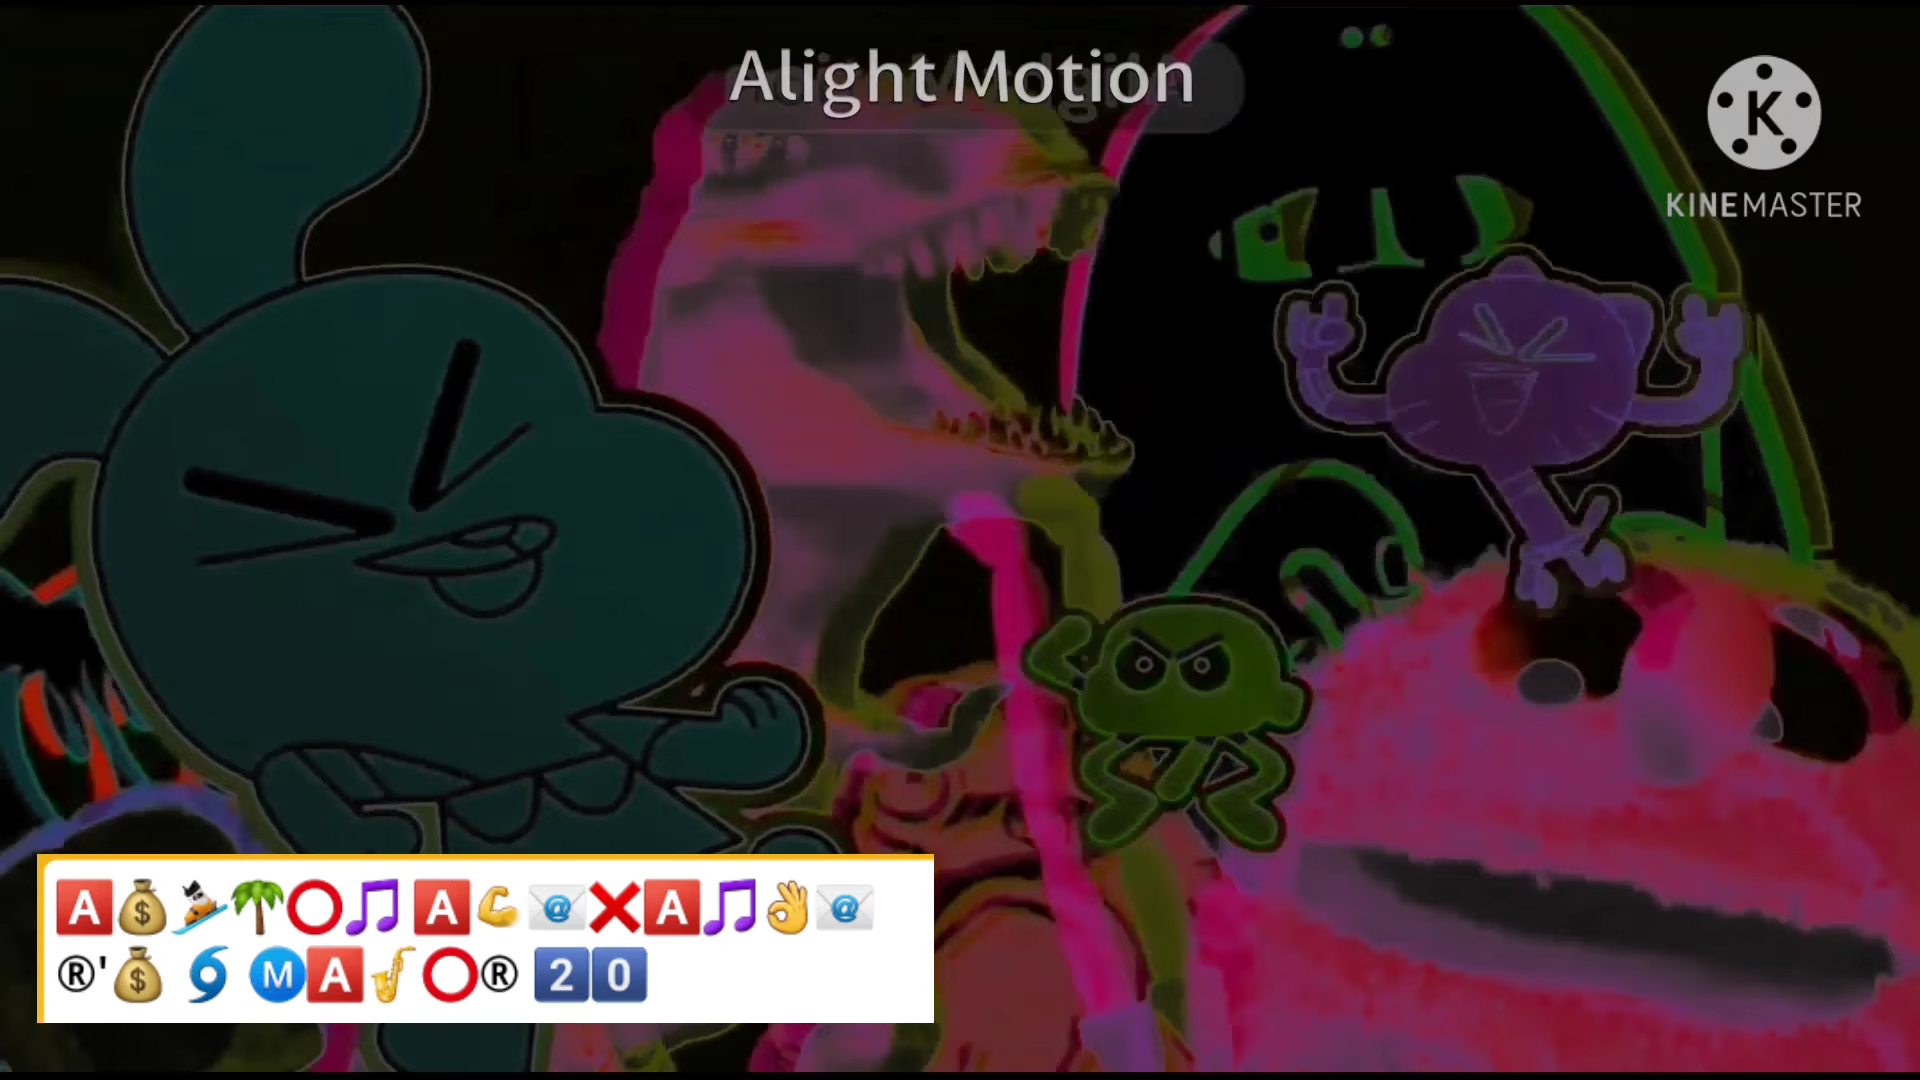 Alight Motion
K
KINEMASTER
🅰💰🏂🌴⭕🎵 🅰💪📧❌🅰🎵👌📧
®'💰 🌀 Ⓜ🅰🎷⭕® 2️⃣0️⃣